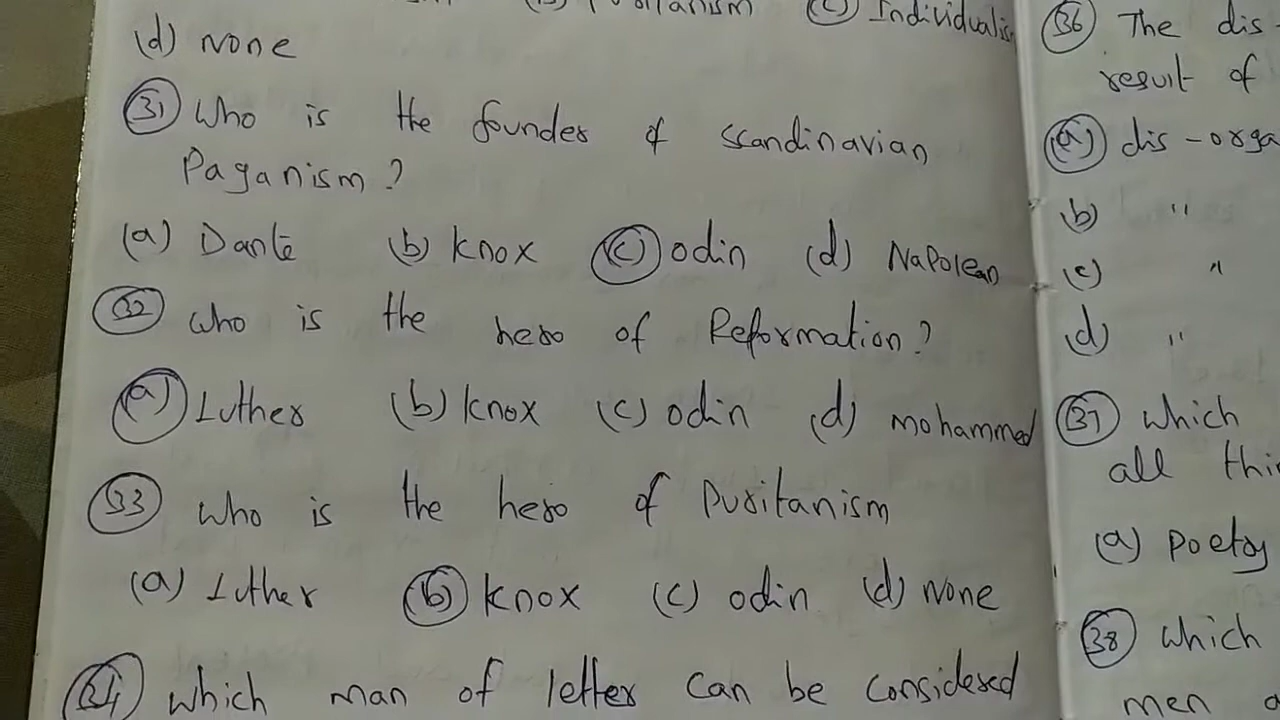 (b) Puritanism (c) Individualis
(d) None
(31) Who is the founder of Scandinavian
Paganism?
(a) Dante (b) Knox (c) Odin (d) Napolean
(32) Who is the hero of Reformation?
(a) Luther (b) Knox (c) Odin (d) Mohammed
(33) Who is the hero of Puritanism
(a) Luther (b) Knox (c) Odin (d) None
(34) Which man of letter can be considered
(36) The dis-
result of
(a) dis-orga
(b) "
(c) "
(d) "
(37) Which
all thi
(a) Poetry
(38) Which
men